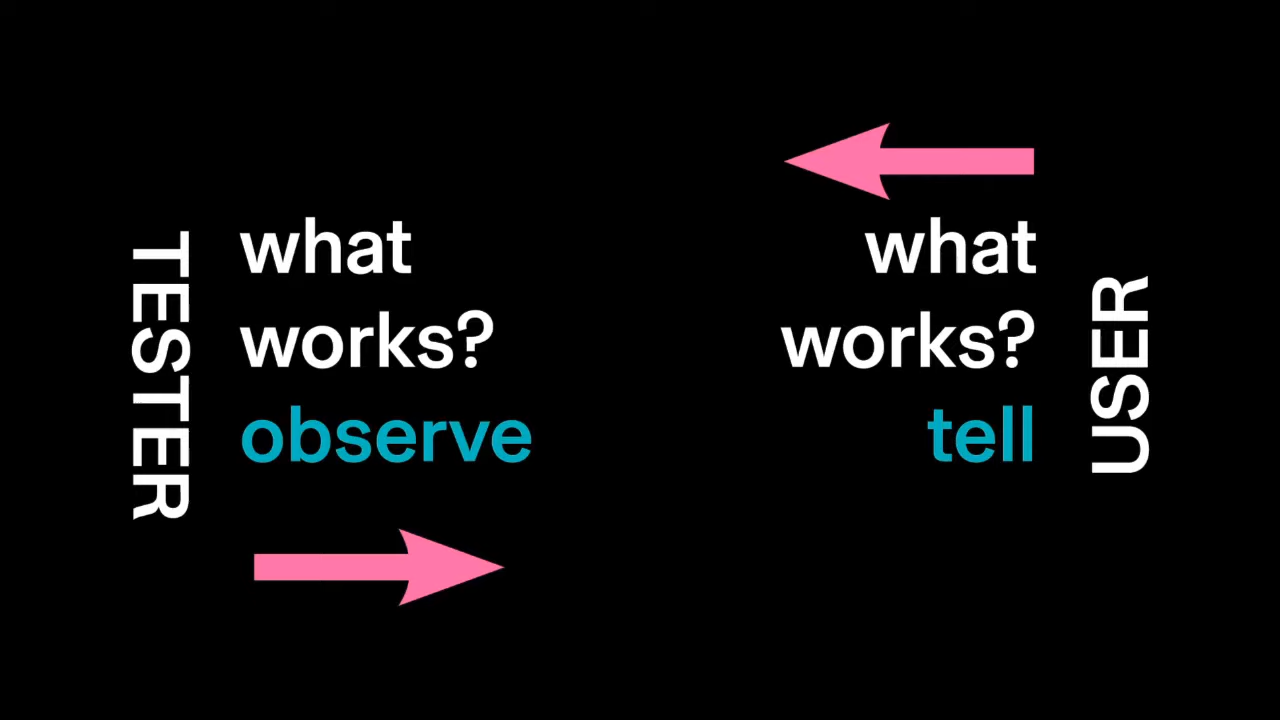 TESTER
what
works?
observe
what
works?
tell
USER